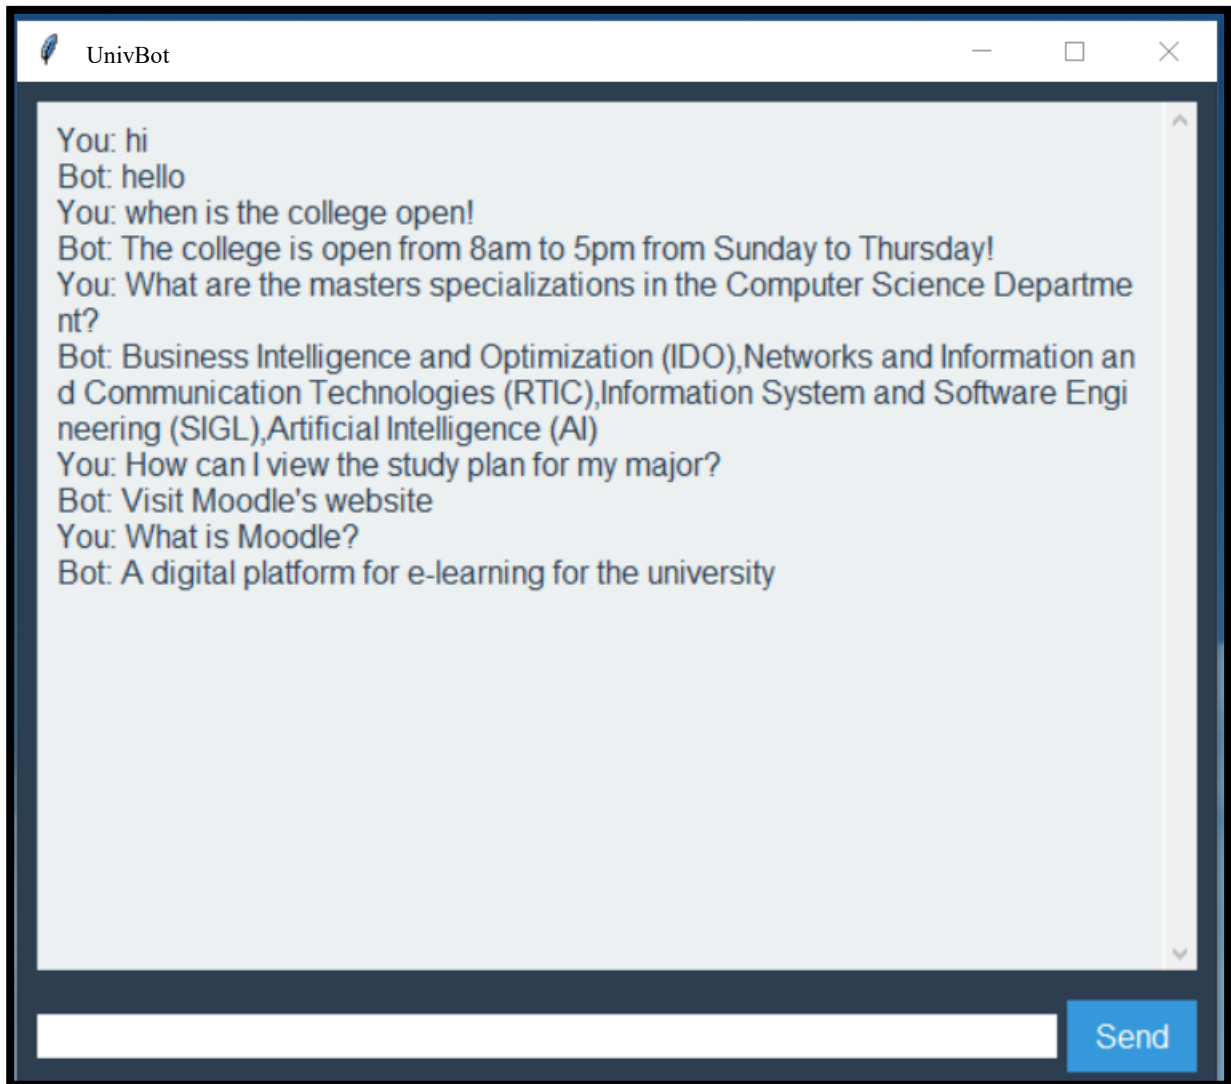 UnivBot
You: hi
Bot: hello
You: when is the college open!
Bot: The college is open from 8am to 5pm from Sunday to Thursday!
You: What are the masters specializations in the Computer Science Departme
nt?
Bot: Business Intelligence and Optimization (IDO),Networks and Information an
d Communication Technologies (RTIC),Information System and Software Engi
neering (SIGL),Artificial Intelligence (AI)
You: How can I view the study plan for my major?
Bot: Visit Moodle's website
You: What is Moodle?
Bot: A digital platform for e-learning for the university
Send